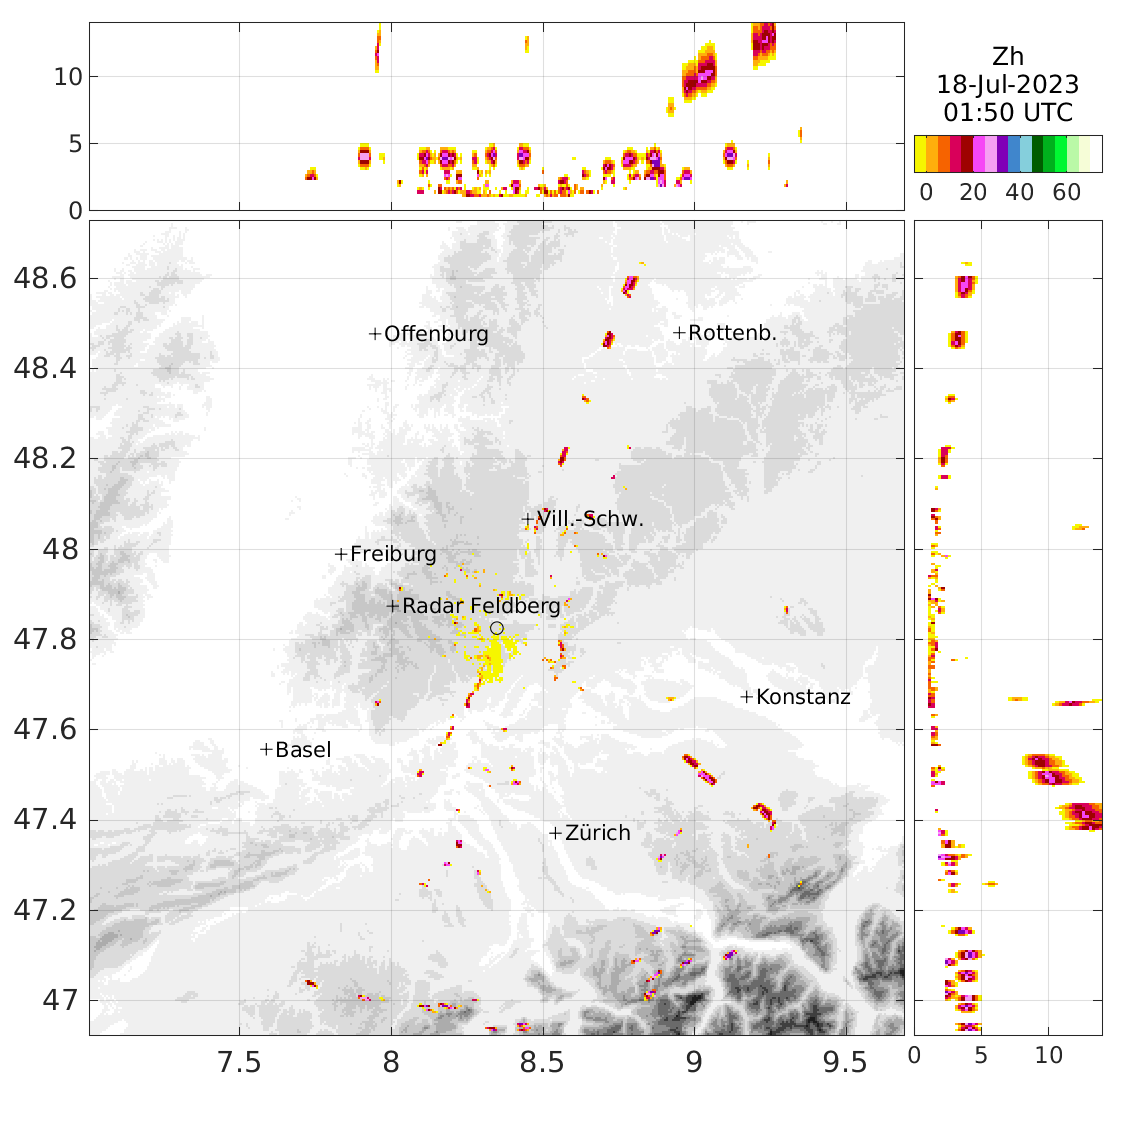 10
5
0
Zh
18-Jul-2023
01:50 UTC
0 20 40 60
48.6
48.4
48.2
48
47.8
47.6
47.4
47.2
47
+Offenburg
+Rottenb.
+Vill.-Schw.
+Freiburg
+Radar Feldberg
+Konstanz
+Basel
+Zürich
7.5 8 8.5 9 9.5
0 5 10